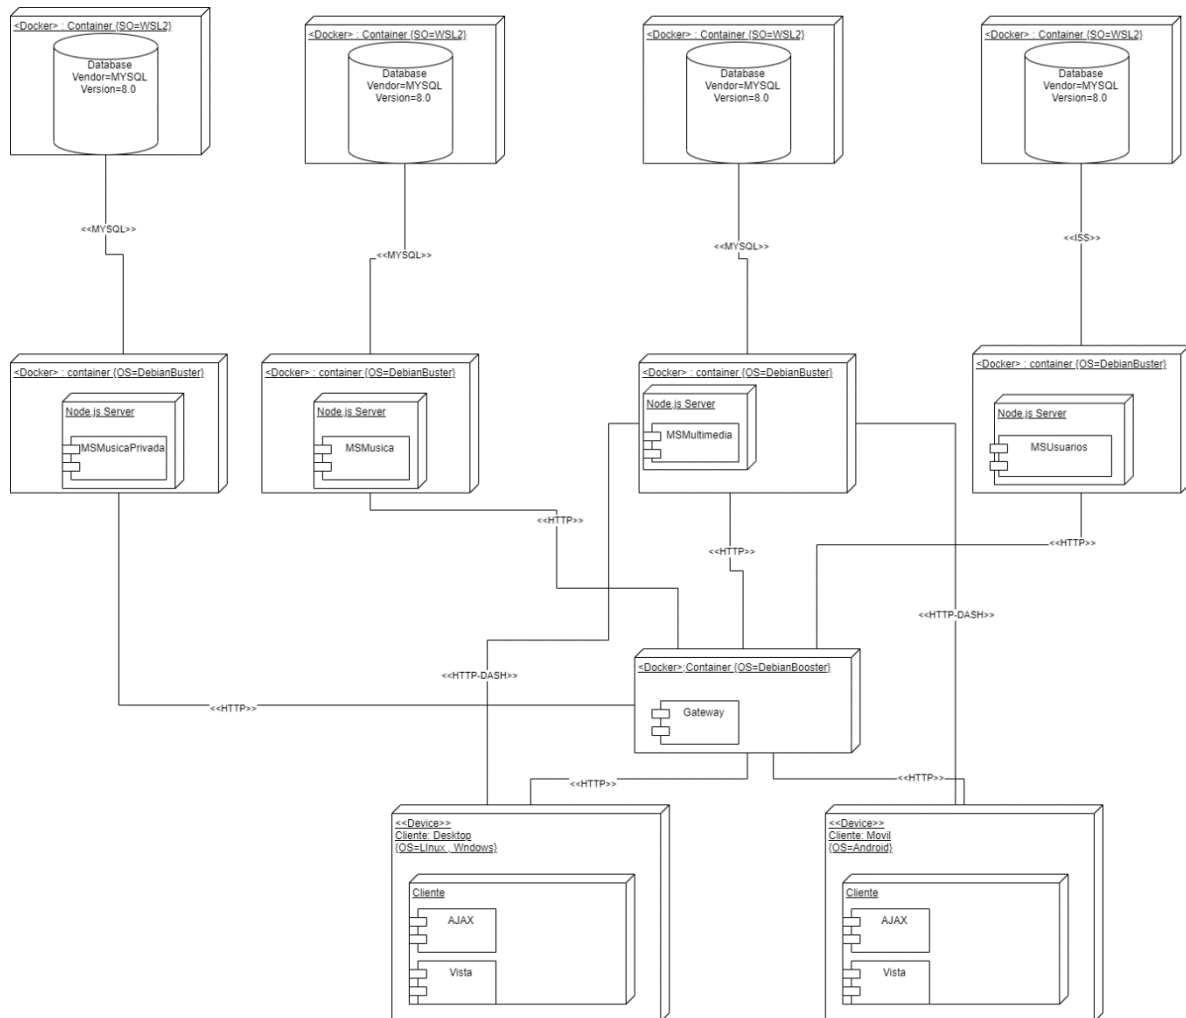 <Docker> : Container {SO=WSL2}
Database
Vendor=MYSQL
Version=8.0
<Docker> : Container {SO=WSL2}
Database
Vendor=MYSQL
Version=8.0
<Docker> : Container {SO=WSL2}
Database
Vendor=MYSQL
Version=8.0
<Docker> : Container {SO=WSL2}
Database
Vendor=MYSQL
Version=8.0
<<MYSQL>>
<<MYSQL>>
<<MYSQL>>
<<ISS>>
<Docker> : container {OS=DebianBuster}
Node.js Server
MSMusicaPrivada
<Docker> : container {OS=DebianBuster}
Node.js Server
MSMusica
<Docker> : container {OS=DebianBuster}
Node.js Server
MSMultimedia
<Docker> : container {OS=DebianBuster}
Node.js Server
MSUsuarios
<<HTTP>>
<<HTTP>>
<<HTTP>>
<<HTTP-DASH>>
<<HTTP-DASH>>
<<HTTP>>
<Docker>:Container {OS=DebianBooster}
Gateway
<<HTTP>>
<<HTTP>>
<<Device>>
Cliente: Desktop
{OS=LInux , Wndows}
Cliente
AJAX
Vista
<<Device>>
Cliente: Movil
{OS=Android}
Cliente
AJAX
Vista